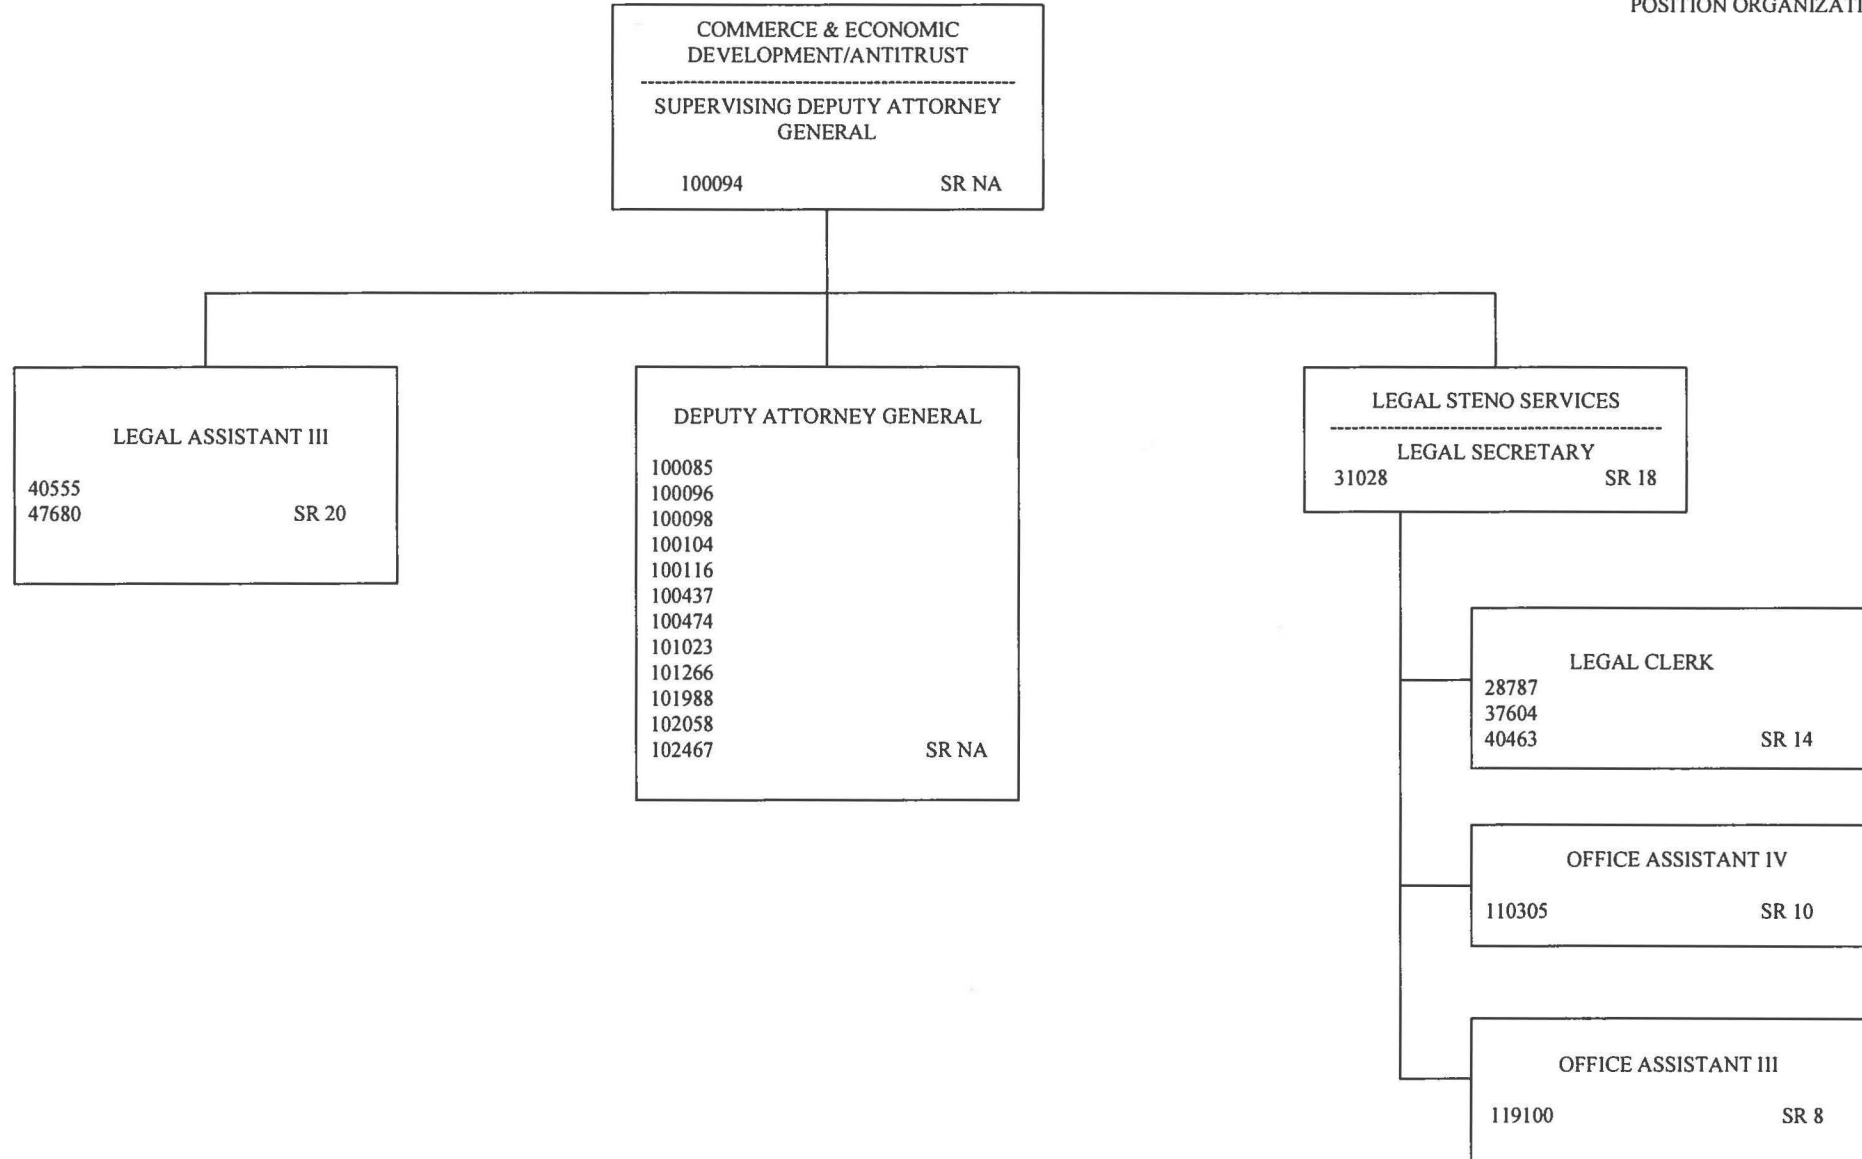 POSITION ORGANIZATI
COMMERCE & ECONOMIC
DEVELOPMENT/ANTITRUST
SUPERVISING DEPUTY ATTORNEY
GENERAL
100094 SR NA
LEGAL ASSISTANT III
40555
47680 SR 20
DEPUTY ATTORNEY GENERAL
100085
100096
100098
100104
100116
100437
100474
101023
101266
101988
102058
102467 SR NA
LEGAL STENO SERVICES
LEGAL SECRETARY
31028 SR 18
LEGAL CLERK
28787
37604
40463 SR 14
OFFICE ASSISTANT IV
110305 SR 10
OFFICE ASSISTANT III
119100 SR 8